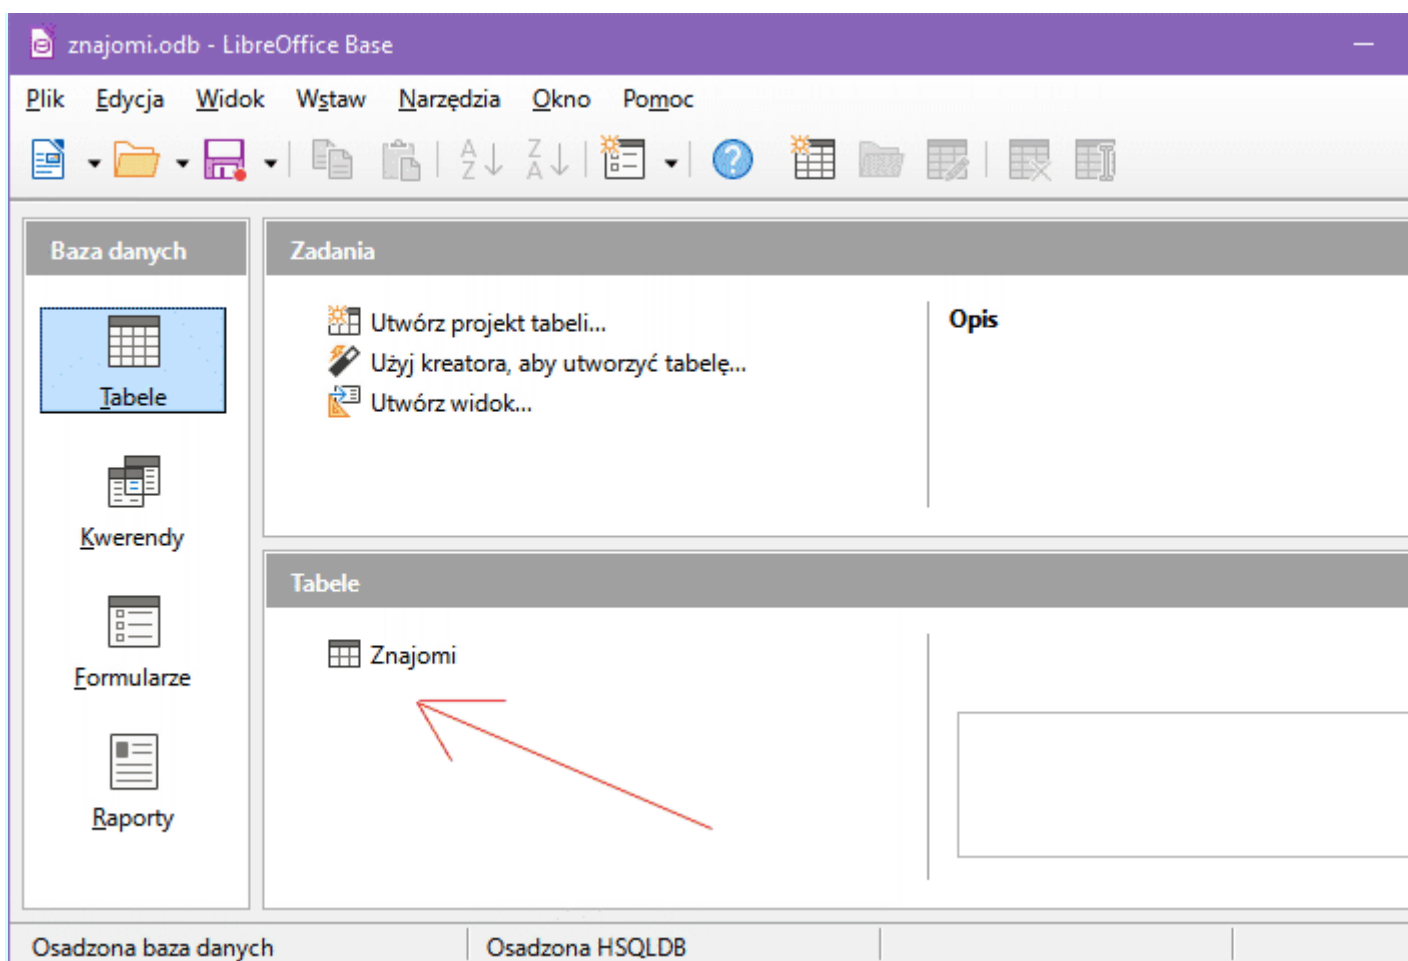 znajomi.odb - LibreOffice Base
Plik Edycja Widok Wstaw Narzędzia Okno Pomoc
Baza danych
Tabele
Kwerendy
Formularze
Raporty
Zadania
Utwórz projekt tabeli...
Użyj kreatora, aby utworzyć tabelę...
Utwórz widok...
Opis
Tabele
Znajomi
Osadzona baza danych
Osadzona HSQLDB